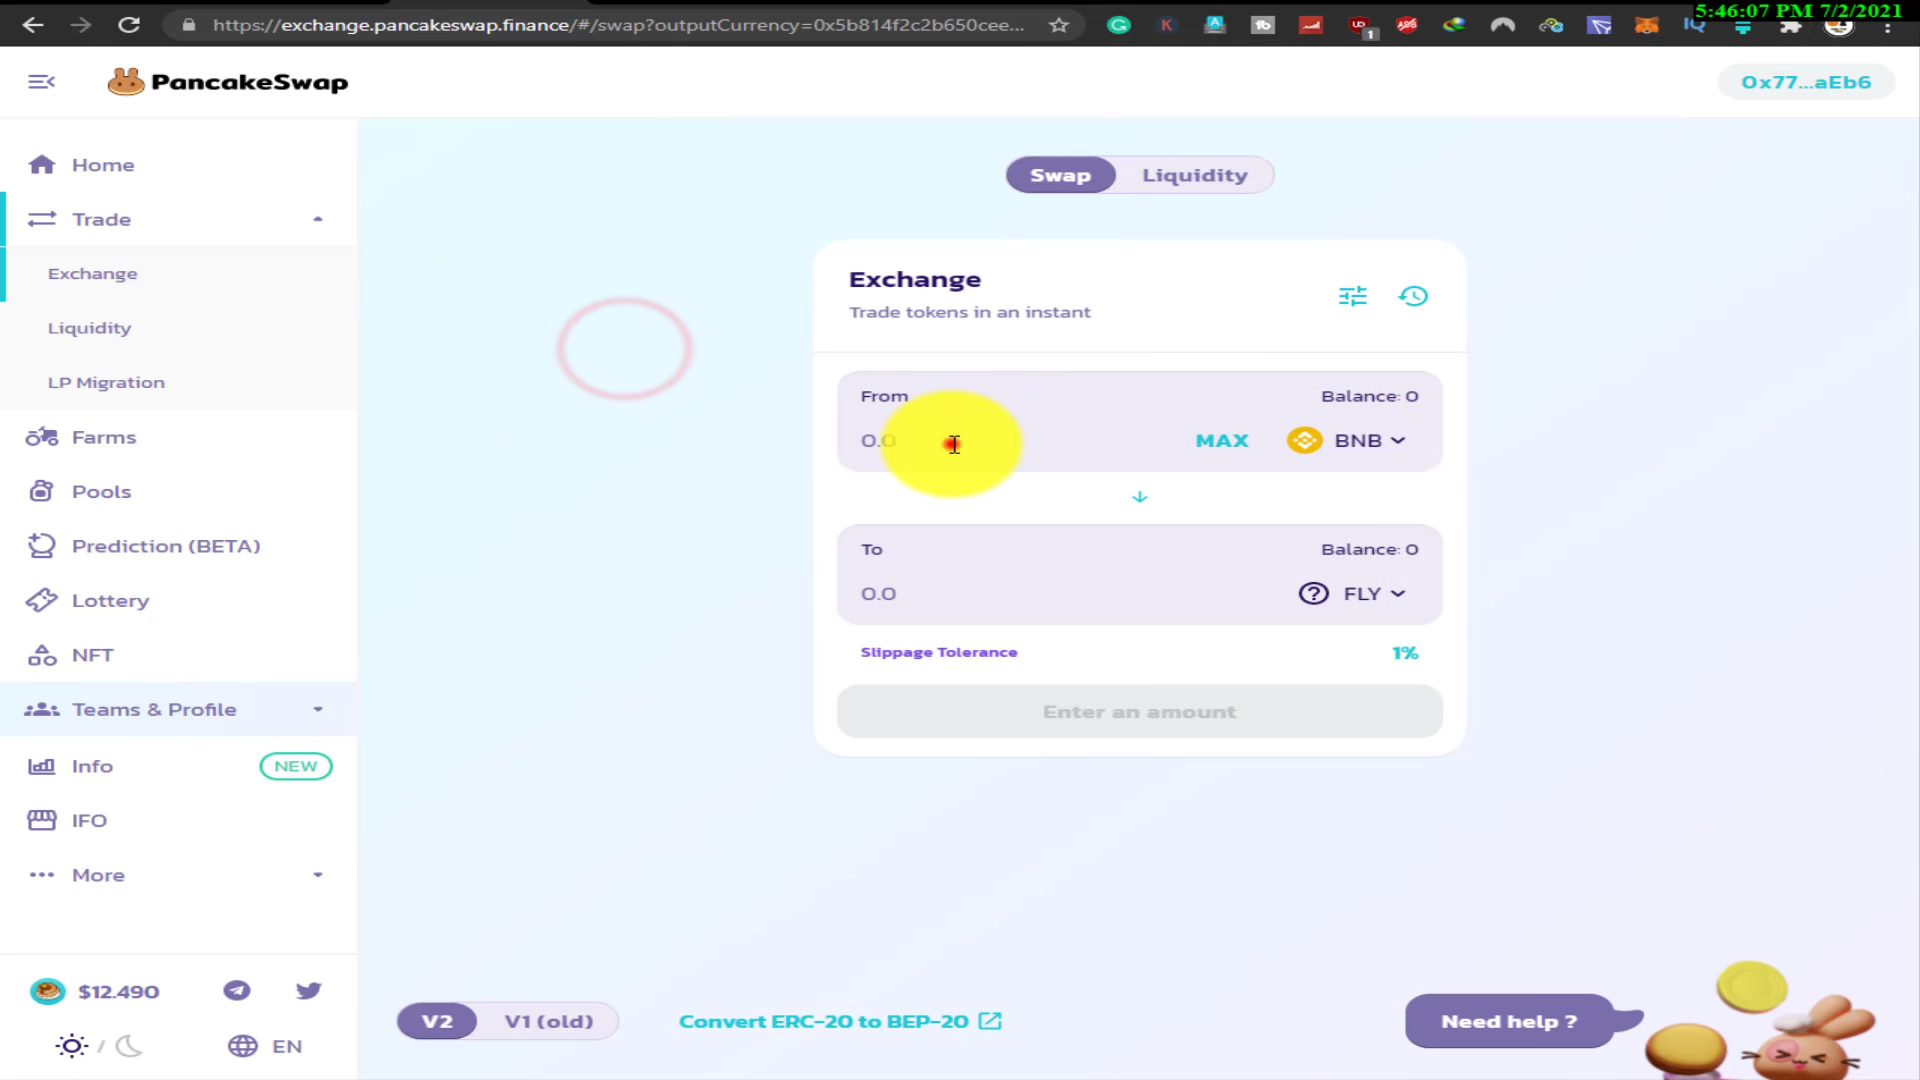 5:46:07 PM 7/2/2021
https://exchange.pancakeswap.finance/#/swap?outputCurrency=0x5b814f2c2b650cee...
PancakeSwap
0x77...aEb6
Home
Trade
Exchange
Liquidity
LP Migration
Farms
Pools
Prediction (BETA)
Lottery
NFT
Teams & Profile
Info NEW
IFO
More
$12.490
EN
Swap Liquidity
Exchange
Trade tokens in an instant
From Balance: 0
0.0 MAX BNB
To Balance: 0
0.0 FLY
Slippage Tolerance 1%
Enter an amount
V2 V1 (old) Convert ERC-20 to BEP-20
Need help ?